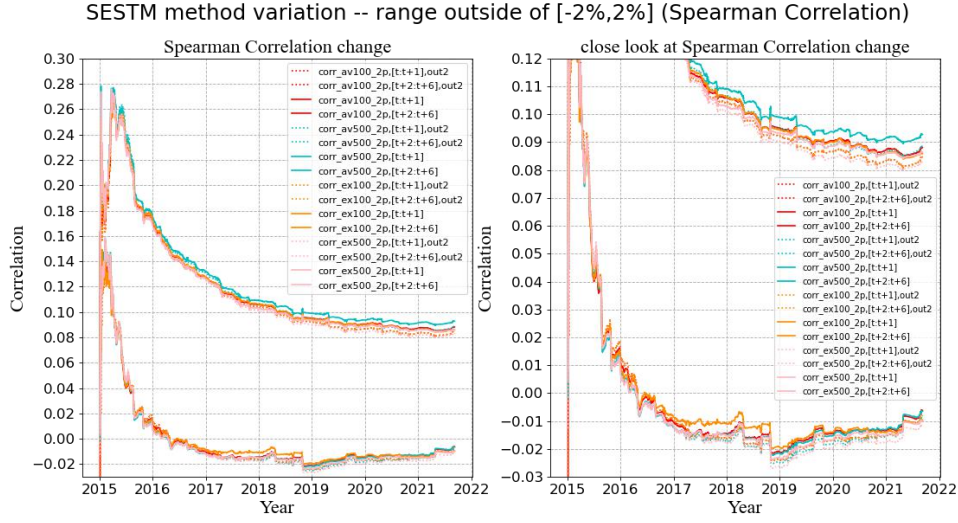 SESTM method variation -- range outside of [-2%,2%] (Spearman Correlation)
Spearman Correlation change
0.30
0.28
0.26
0.24
0.22
0.20
0.18
0.16
0.14
0.12
0.10
0.08
0.06
0.04
0.02
0.00
−0.02
Correlation
corr_av100_2p,[t:t+1],out2
corr_av100_2p,[t+2:t+6],out2
corr_av100_2p,[t:t+1]
corr_av100_2p,[t+2:t+6]
corr_av500_2p,[t:t+1],out2
corr_av500_2p,[t+2:t+6],out2
corr_av500_2p,[t:t+1]
corr_av500_2p,[t+2:t+6]
corr_ex100_2p,[t:t+1],out2
corr_ex100_2p,[t+2:t+6],out2
corr_ex100_2p,[t:t+1]
corr_ex100_2p,[t+2:t+6]
corr_ex500_2p,[t:t+1],out2
corr_ex500_2p,[t+2:t+6],out2
corr_ex500_2p,[t:t+1]
corr_ex500_2p,[t+2:t+6]
2015 2016 2017 2018 2019 2020 2021 2022
Year
close look at Spearman Correlation change
0.12
0.11
0.10
0.09
0.08
0.07
0.06
0.05
0.04
0.03
0.02
0.01
0.00
−0.01
−0.02
−0.03
Correlation
corr_av100_2p,[t:t+1],out2
corr_av100_2p,[t+2:t+6],out2
corr_av100_2p,[t:t+1]
corr_av100_2p,[t+2:t+6]
corr_av500_2p,[t:t+1],out2
corr_av500_2p,[t+2:t+6],out2
corr_av500_2p,[t:t+1]
corr_av500_2p,[t+2:t+6]
corr_ex100_2p,[t:t+1],out2
corr_ex100_2p,[t+2:t+6],out2
corr_ex100_2p,[t:t+1]
corr_ex100_2p,[t+2:t+6]
corr_ex500_2p,[t:t+1],out2
corr_ex500_2p,[t+2:t+6],out2
corr_ex500_2p,[t:t+1]
corr_ex500_2p,[t+2:t+6]
2015 2016 2017 2018 2019 2020 2021 2022
Year